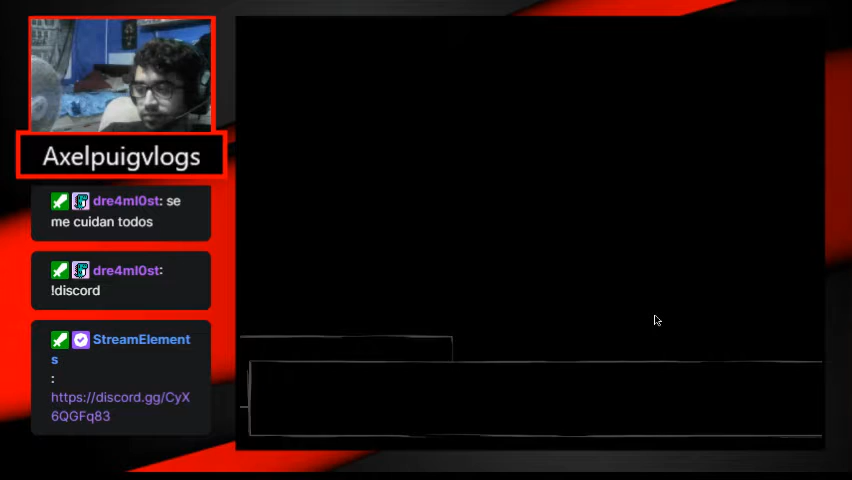 Axelpuigvlogs
dre4ml0st: se
me cuidan todos
dre4ml0st:
!discord
StreamElement
s
:
https://discord.gg/CyX
6QGFq83